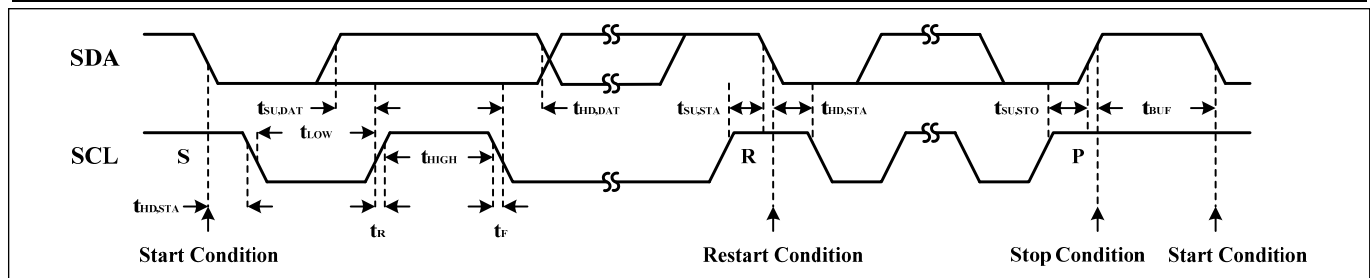 SDA
tSU,DAT
tHD,DAT
tSU,STA
tHD,STA
tSU,STO
tBUF
tLOW
SCL
S
tHIGH
R
P
tHD,STA
tR
tF
Start Condition
Restart Condition
Stop Condition
Start Condition